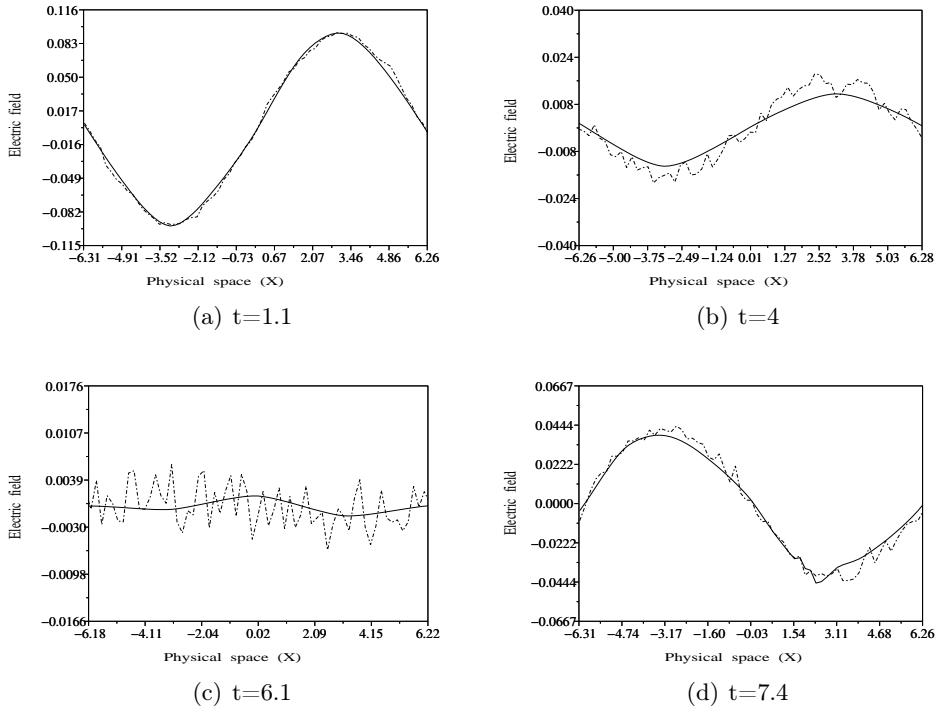 0.116
0.083
0.050
0.017
−0.016
−0.049
−0.082
−0.115
Electric field
−6.31 −4.91 −3.52 −2.12 −0.73 0.67 2.07 3.46 4.86 6.26
Physical space (X)
(a) t=1.1
0.040
0.024
0.008
−0.008
−0.024
−0.040
Electric field
−6.26 −5.00 −3.75 −2.49 −1.24 0.01 1.27 2.52 3.78 5.03 6.28
Physical space (X)
(b) t=4
0.0176
0.0107
0.0039
−0.0030
−0.0098
−0.0166
Electric field
−6.18 −4.11 −2.04 0.02 2.09 4.15 6.22
Physical space (X)
(c) t=6.1
0.0667
0.0444
0.0222
0.0000
−0.0222
−0.0444
−0.0667
Electric field
−6.31 −4.74 −3.17 −1.60 −0.03 1.54 3.11 4.68 6.26
Physical space (X)
(d) t=7.4